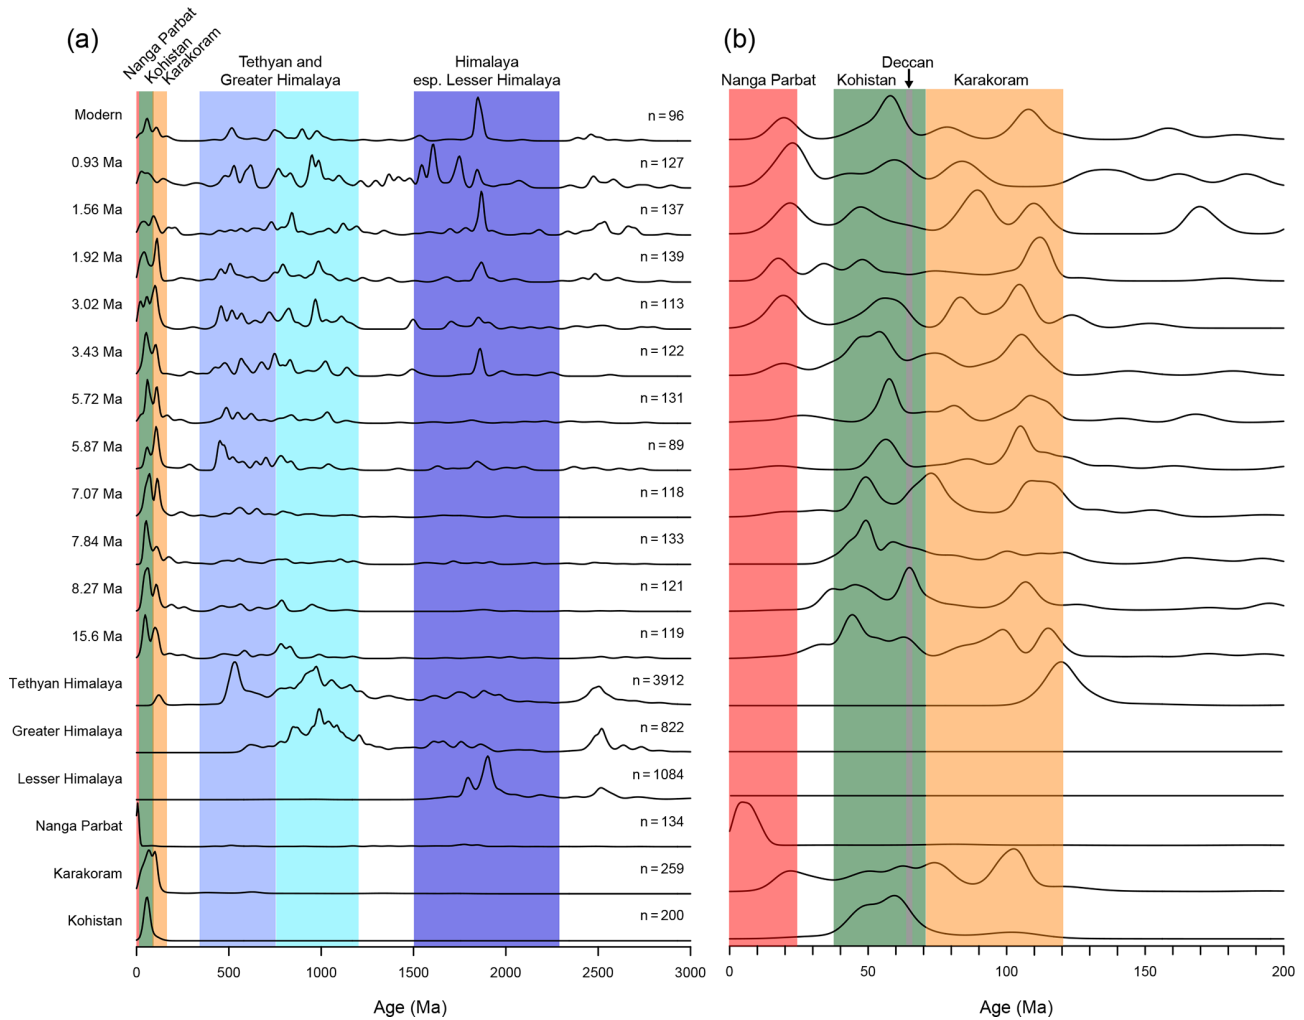 (a)
Nanga Parbat
Kohistan
Karakoram
Tethyan and
Greater Himalaya
Himalaya
esp. Lesser Himalaya
Modern
n = 96
0.93 Ma
n = 127
1.56 Ma
n = 137
1.92 Ma
n = 139
3.02 Ma
n = 113
3.43 Ma
n = 122
5.72 Ma
n = 131
5.87 Ma
n = 89
7.07 Ma
n = 118
7.84 Ma
n = 133
8.27 Ma
n = 121
15.6 Ma
n = 119
Tethyan Himalaya
n = 3912
Greater Himalaya
n = 822
Lesser Himalaya
n = 1084
Nanga Parbat
n = 134
Karakoram
n = 259
Kohistan
n = 200
0 500 1000 1500 2000 2500 3000
Age (Ma)
(b)
Deccan
Nanga Parbat Kohistan Karakoram
0 50 100 150 200
Age (Ma)